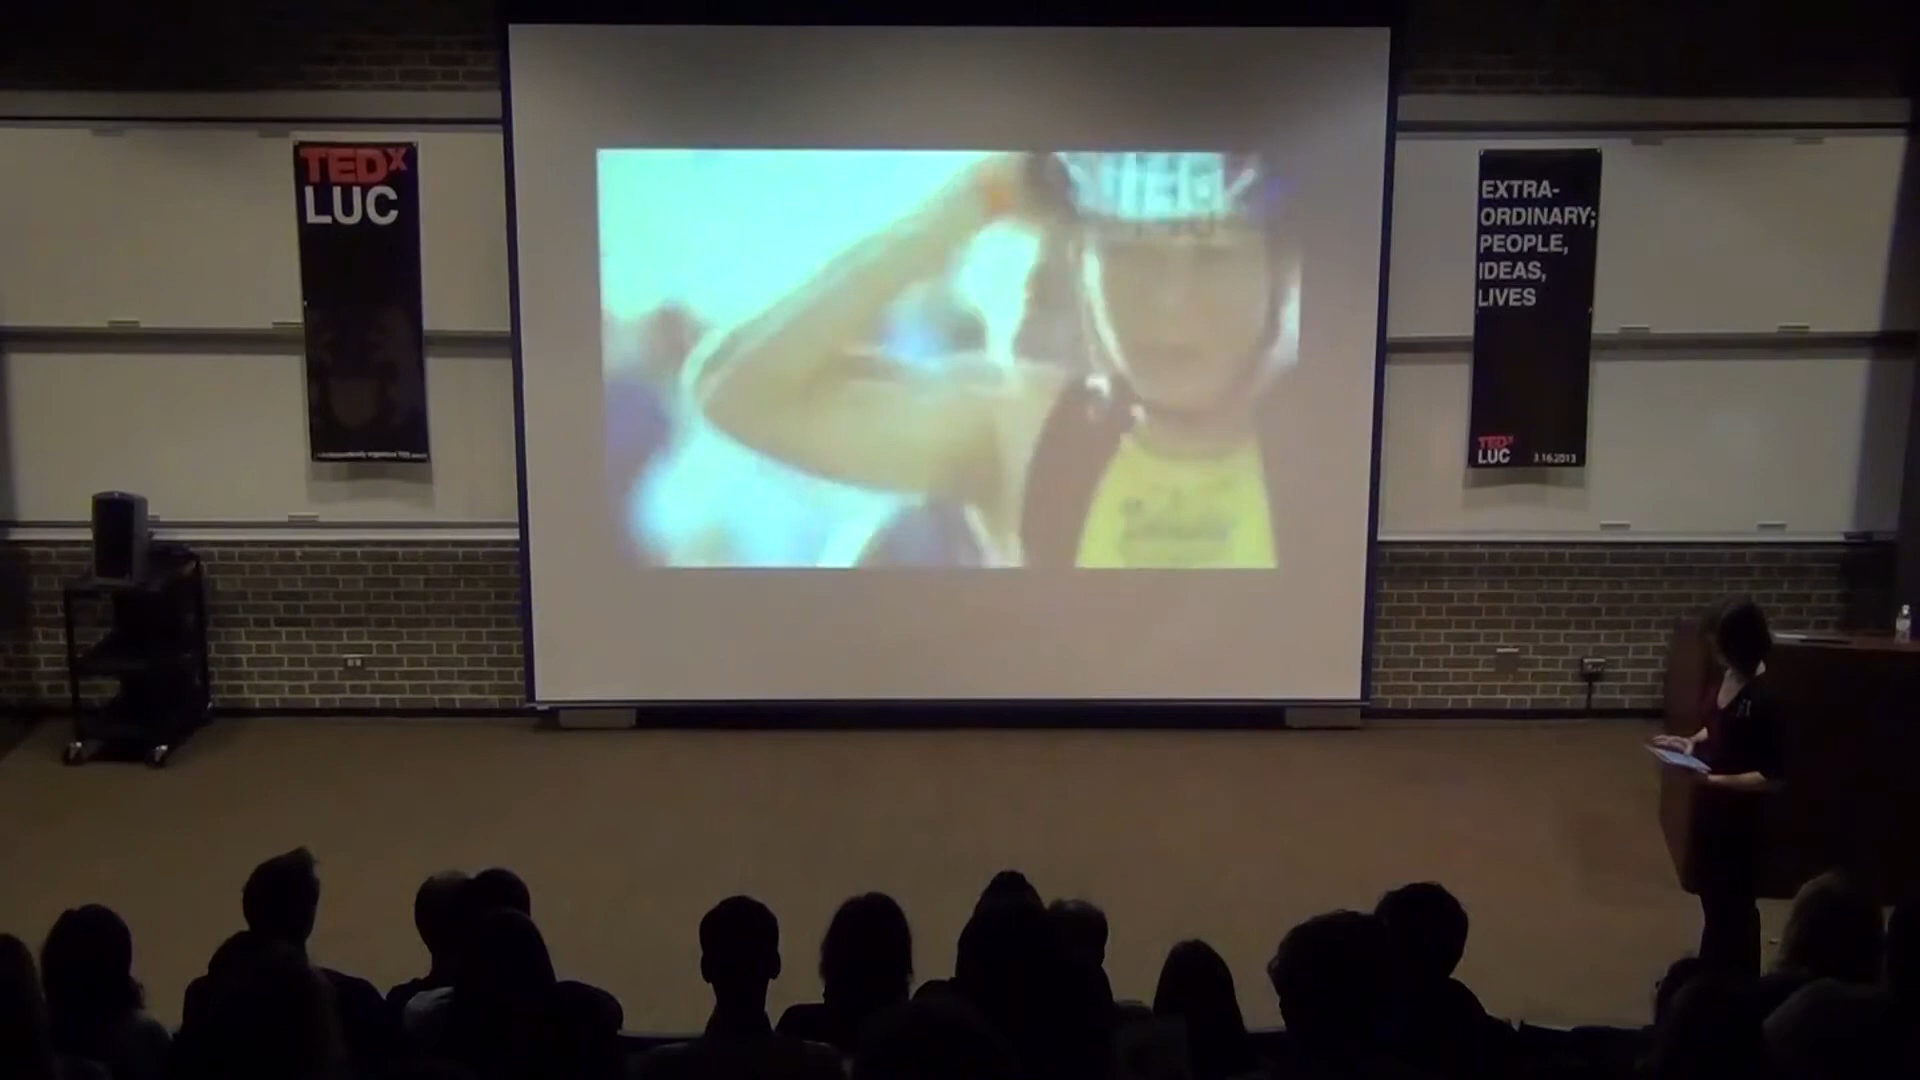 TEDx
LUC
EXTRA-
ORDINARY;
PEOPLE,
IDEAS,
LIVES
TEDx
LUC
3.16.2013